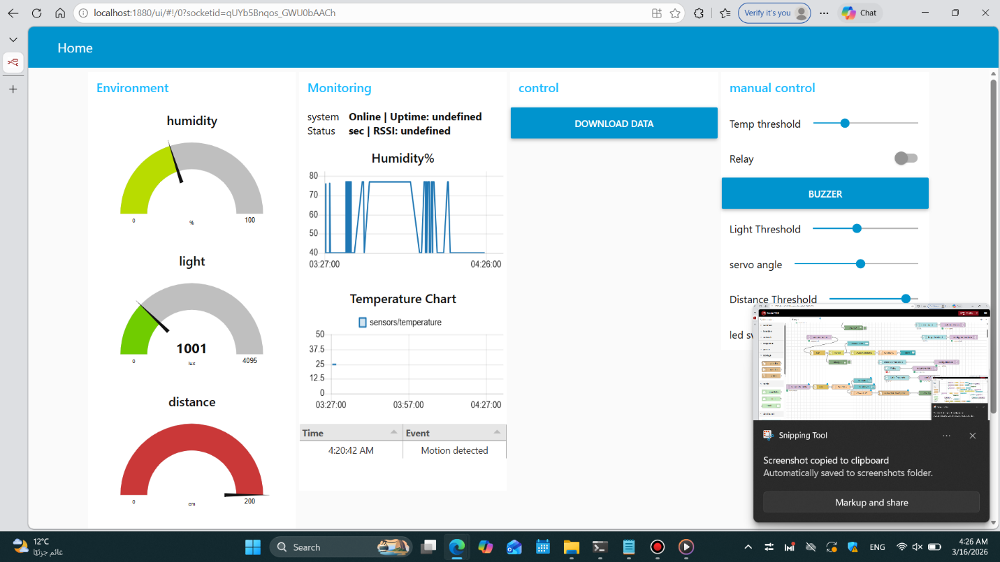 localhost:1880/ui/#!/0?socketid=qUYb5Bnqos_GWU0bAACh
Verify it's you
Chat
Home
Environment
humidity
0
%
100
light
1001
0
lux
4095
distance
0
cm
200
Monitoring
system Status
Online | Uptime: undefined
sec | RSSI: undefined
Humidity%
80
70
60
50
40
03:27:00
04:26:00
Temperature Chart
sensors/temperature
50
37.5
25
12.5
0
03:27:00
03:57:00
04:27:00
Time Event
4:20:42 AM Motion detected
control
DOWNLOAD DATA
manual control
Temp threshold
Relay
BUZZER
Light Threshold
servo angle
Distance Threshold
led
Snipping Tool
Screenshot copied to clipboard
Automatically saved to screenshots folder.
Markup and share
12°C
غائم جزئيًا
Search
ENG
4:26 AM
3/16/2026